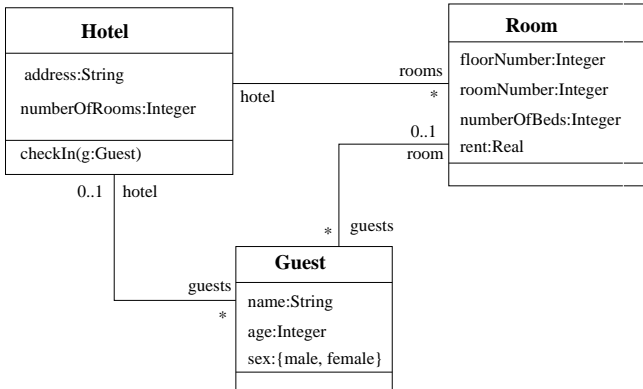 Hotel
address:String
numberOfRooms:Integer
checkIn(g:Guest)
Room
floorNumber:Integer
roomNumber:Integer
numberOfBeds:Integer
rent:Real
rooms
hotel
*
0..1
room
0..1
hotel
*
guests
guests
*
Guest
name:String
age:Integer
sex:{male, female}